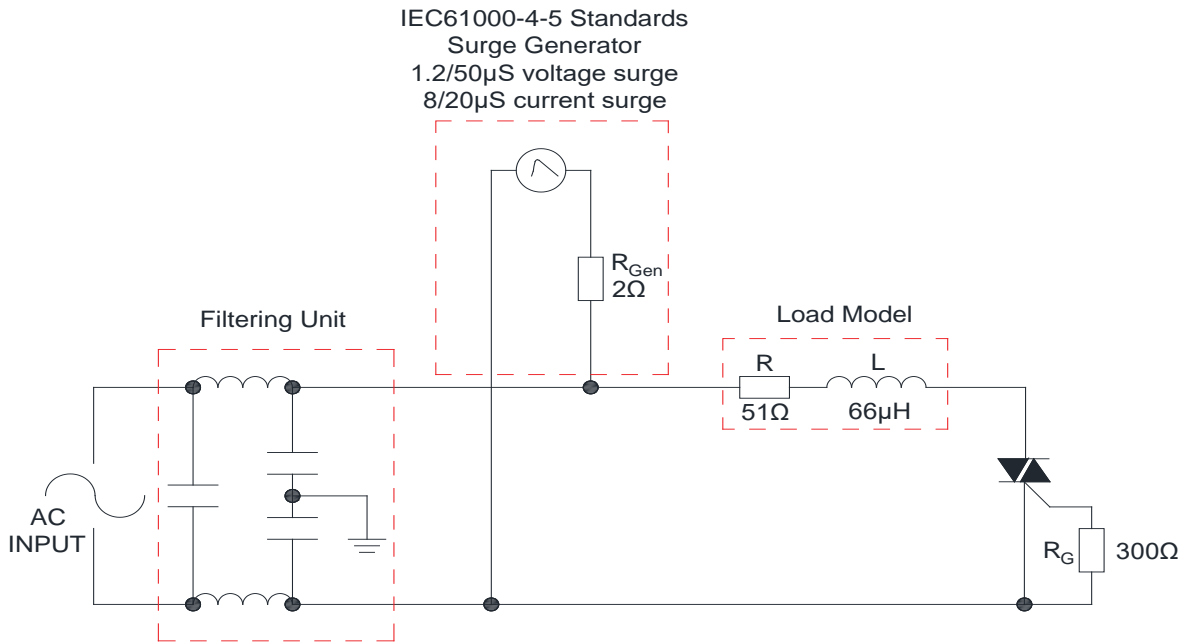 IEC61000-4-5 Standards
Surge Generator
1.2/50µS voltage surge
8/20µS current surge
RGen
2Ω
Filtering Unit
Load Model
R
L
51Ω
66µH
AC
INPUT
RG
300Ω